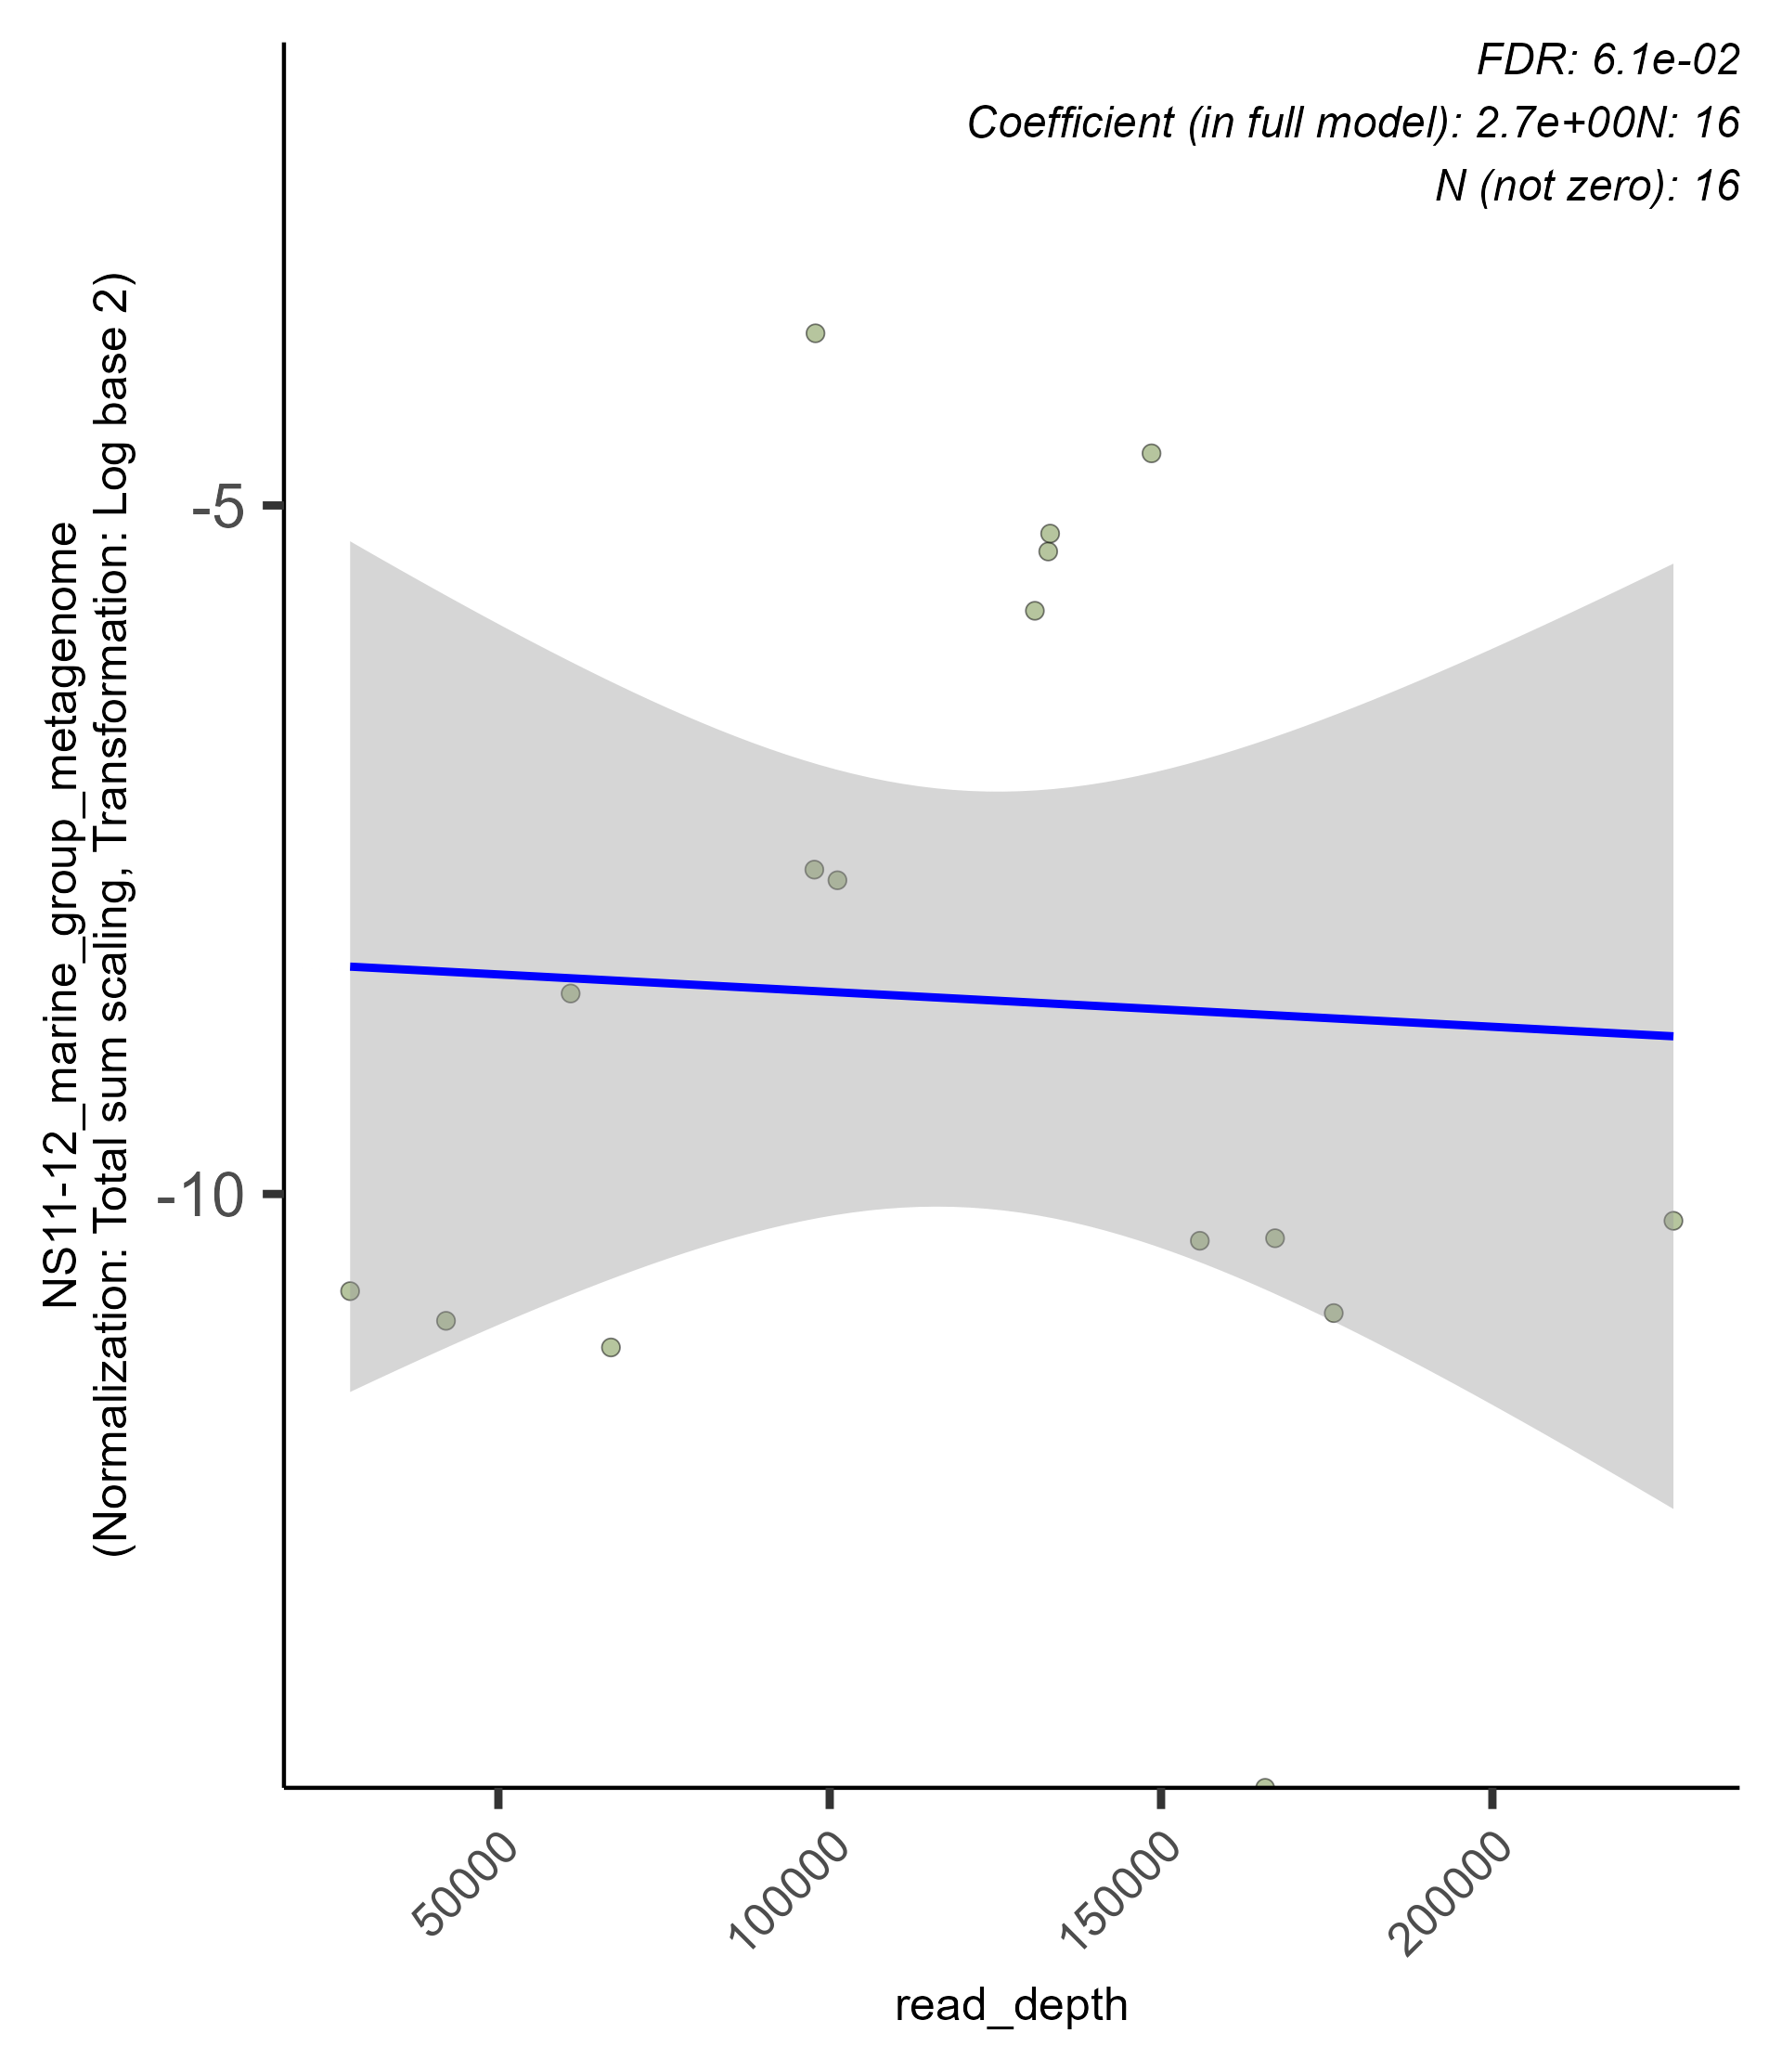 FDR: 6.1e-02
Coefficient (in full model): 2.7e+00N: 16
N (not zero): 16
NS11-12_marine_group_metagenome
(Normalization: Total sum scaling, Transformation: Log base 2)
-5
-10
50000
100000
150000
200000
read_depth